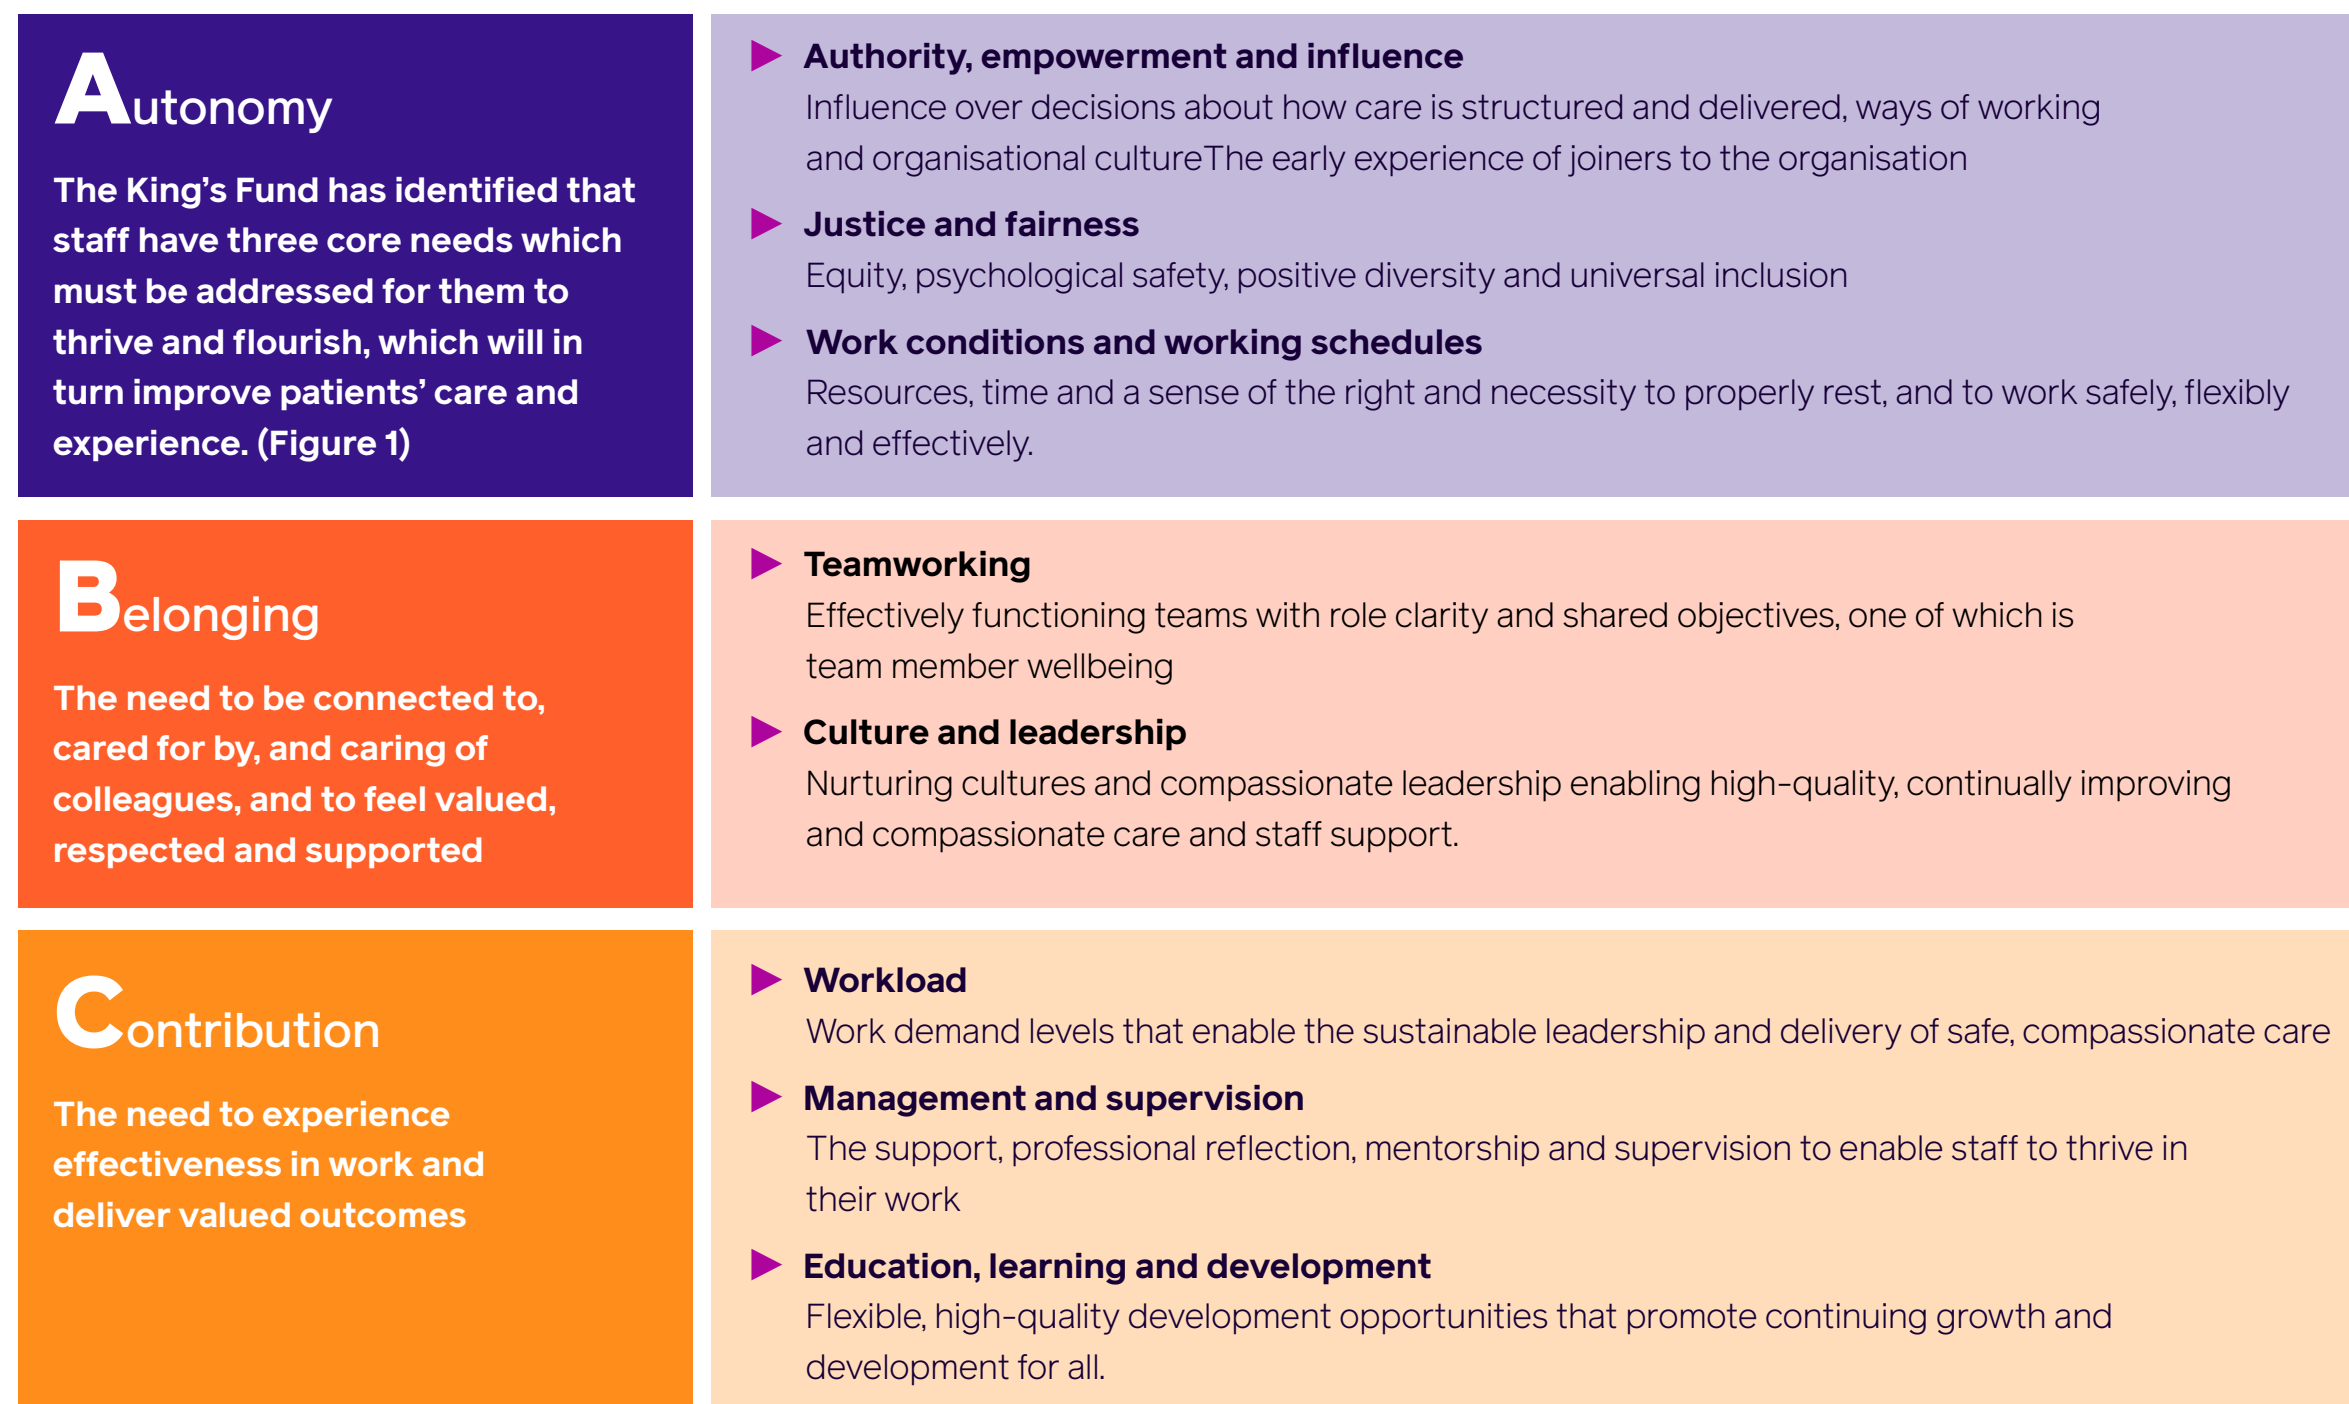 Autonomy
The King’s Fund has identified that
staff have three core needs which
must be addressed for them to
thrive and flourish, which will in
turn improve patients’ care and
experience. (Figure 1)
Authority, empowerment and influence
Influence over decisions about how care is structured and delivered, ways of working
and organisational cultureThe early experience of joiners to the organisation
Justice and fairness
Equity, psychological safety, positive diversity and universal inclusion
Work conditions and working schedules
Resources, time and a sense of the right and necessity to properly rest, and to work safely, flexibly
and effectively.
Belonging
The need to be connected to,
cared for by, and caring of
colleagues, and to feel valued,
respected and supported
Teamworking
Effectively functioning teams with role clarity and shared objectives, one of which is
team member wellbeing
Culture and leadership
Nurturing cultures and compassionate leadership enabling high-quality, continually improving
and compassionate care and staff support.
Contribution
The need to experience
effectiveness in work and
deliver valued outcomes
Workload
Work demand levels that enable the sustainable leadership and delivery of safe, compassionate care
Management and supervision
The support, professional reflection, mentorship and supervision to enable staff to thrive in
their work
Education, learning and development
Flexible, high-quality development opportunities that promote continuing growth and
development for all.